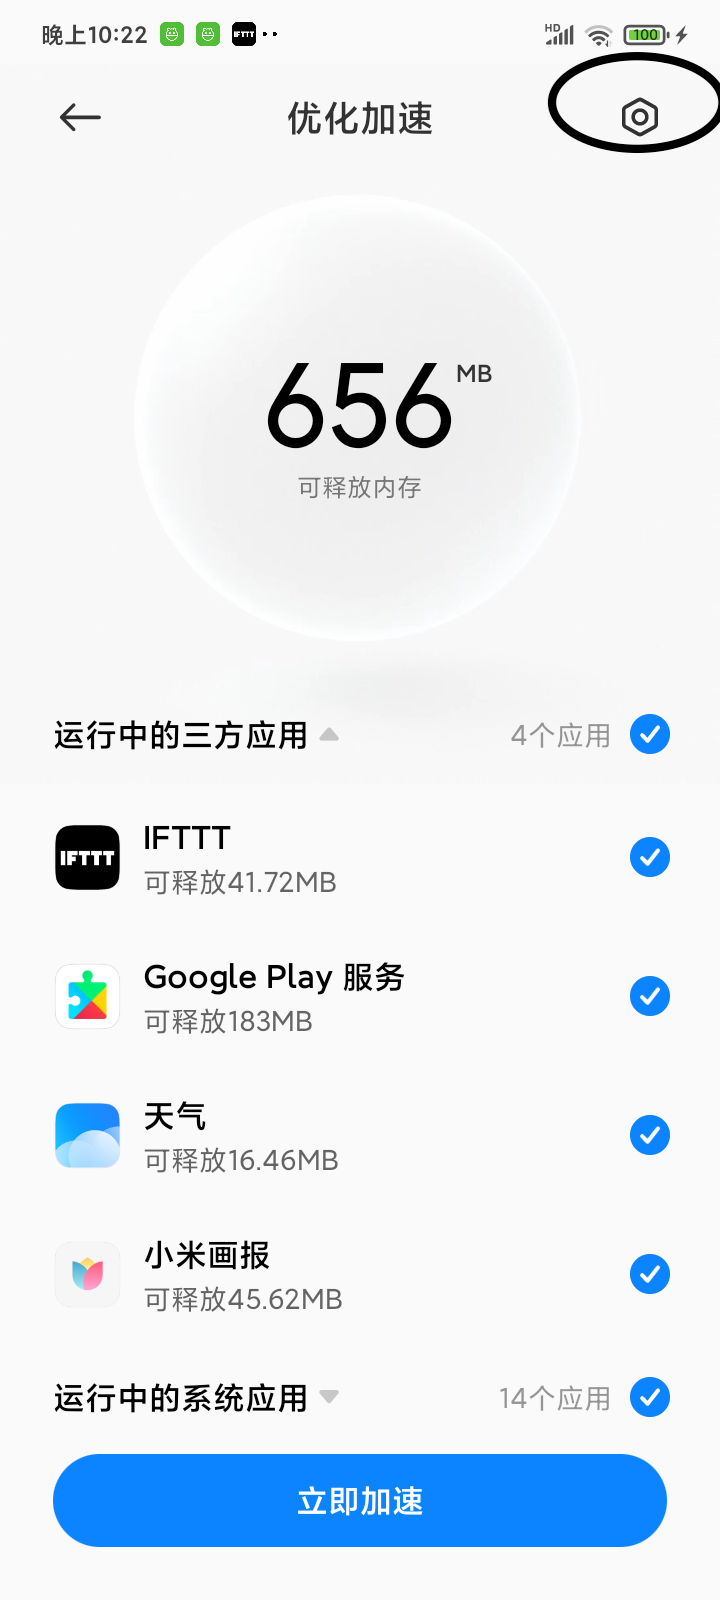 晚上10:22
IFTTT
HD
100
优化加速
656 MB
可释放内存
运行中的三方应用
4个应用
IFTTT
IFTTT
可释放41.72MB
Google Play 服务
可释放183MB
天气
可释放16.46MB
小米画报
可释放45.62MB
运行中的系统应用
14个应用
立即加速